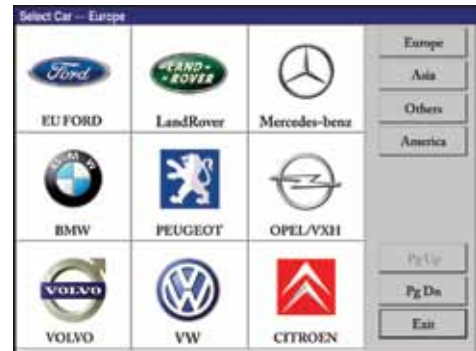 Select Car -- Europe
Ford
EU FORD
LAND-
ROVER
LandRover
Mercedes-benz
BMW
BMW
PEUGEOT
OPEL/VXH
VOLVO
VOLVO
VW
CITROEN
Europe
Asia
Others
America
Pg Up
Pg Dn
Exit